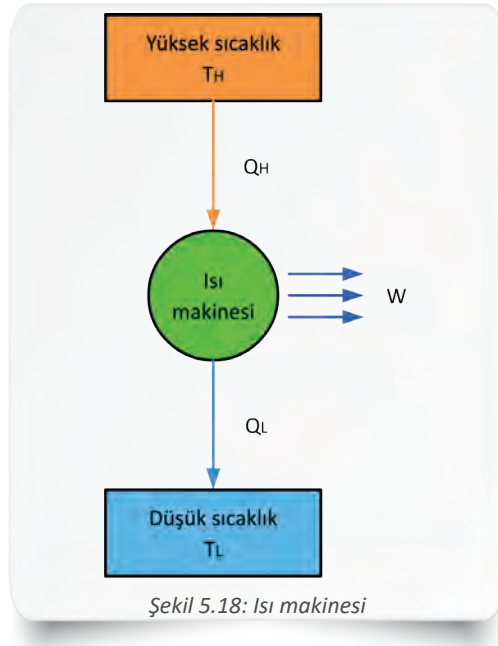 Yüksek sıcaklık
TH
QH
Isı
makinesi
W
QL
Düşük sıcaklık
TL
Şekil 5.18: Isı makinesi